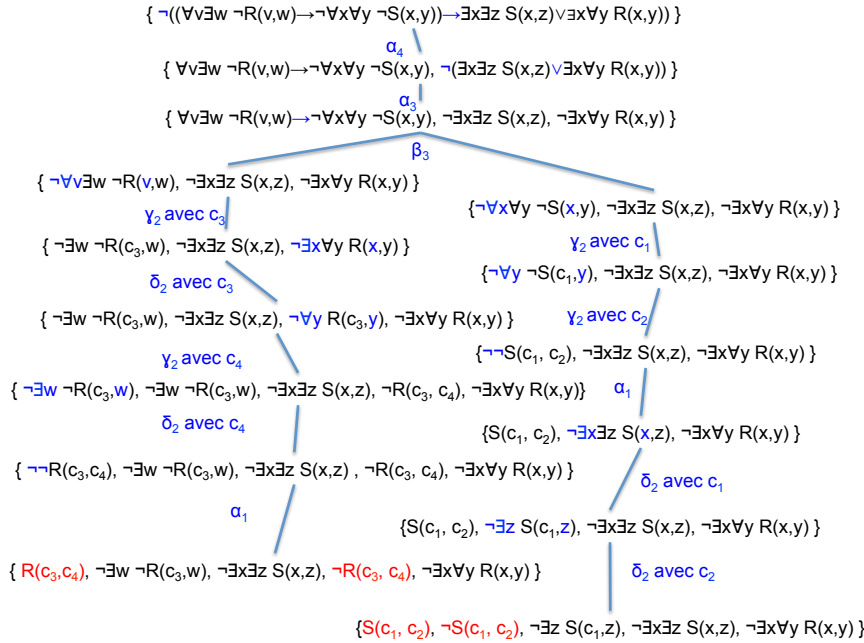 { ¬((∀v∃w ¬R(v,w)→¬∀x∀y ¬S(x,y))→∃x∃z S(x,z)∨∃x∀y R(x,y)) }
α₄
{ ∀v∃w ¬R(v,w)→¬∀x∀y ¬S(x,y), ¬(∃x∃z S(x,z)∨∃x∀y R(x,y)) }
α₃
{ ∀v∃w ¬R(v,w)→¬∀x∀y ¬S(x,y), ¬∃x∃z S(x,z), ¬∃x∀y R(x,y) }
β₃
{ ¬∀v∃w ¬R(v,w), ¬∃x∃z S(x,z), ¬∃x∀y R(x,y) }
γ₂ avec c₃
{ ¬∃w ¬R(c₃,w), ¬∃x∃z S(x,z), ¬∃x∀y R(x,y) }
δ₂ avec c₃
{ ¬∃w ¬R(c₃,w), ¬∃x∃z S(x,z), ¬∀y R(c₃,y), ¬∃x∀y R(x,y) }
γ₂ avec c₄
{ ¬∃w ¬R(c₃,w), ¬∃w ¬R(c₃,w), ¬∃x∃z S(x,z), ¬R(c₃, c₄), ¬∃x∀y R(x,y)}
δ₂ avec c₄
{ ¬¬R(c₃,c₄), ¬∃w ¬R(c₃,w), ¬∃x∃z S(x,z) , ¬R(c₃, c₄), ¬∃x∀y R(x,y) }
α₁
{ R(c₃,c₄), ¬∃w ¬R(c₃,w), ¬∃x∃z S(x,z), ¬R(c₃, c₄), ¬∃x∀y R(x,y) }
{¬∀x∀y ¬S(x,y), ¬∃x∃z S(x,z), ¬∃x∀y R(x,y) }
γ₂ avec c₁
{¬∀y ¬S(c₁,y), ¬∃x∃z S(x,z), ¬∃x∀y R(x,y) }
γ₂ avec c₂
{¬¬S(c₁, c₂), ¬∃x∃z S(x,z), ¬∃x∀y R(x,y) }
α₁
{S(c₁, c₂), ¬∃x∃z S(x,z), ¬∃x∀y R(x,y) }
δ₂ avec c₁
{S(c₁, c₂), ¬∃z S(c₁,z), ¬∃x∃z S(x,z), ¬∃x∀y R(x,y) }
δ₂ avec c₂
{S(c₁, c₂), ¬S(c₁, c₂), ¬∃z S(c₁,z), ¬∃x∃z S(x,z), ¬∃x∀y R(x,y) }